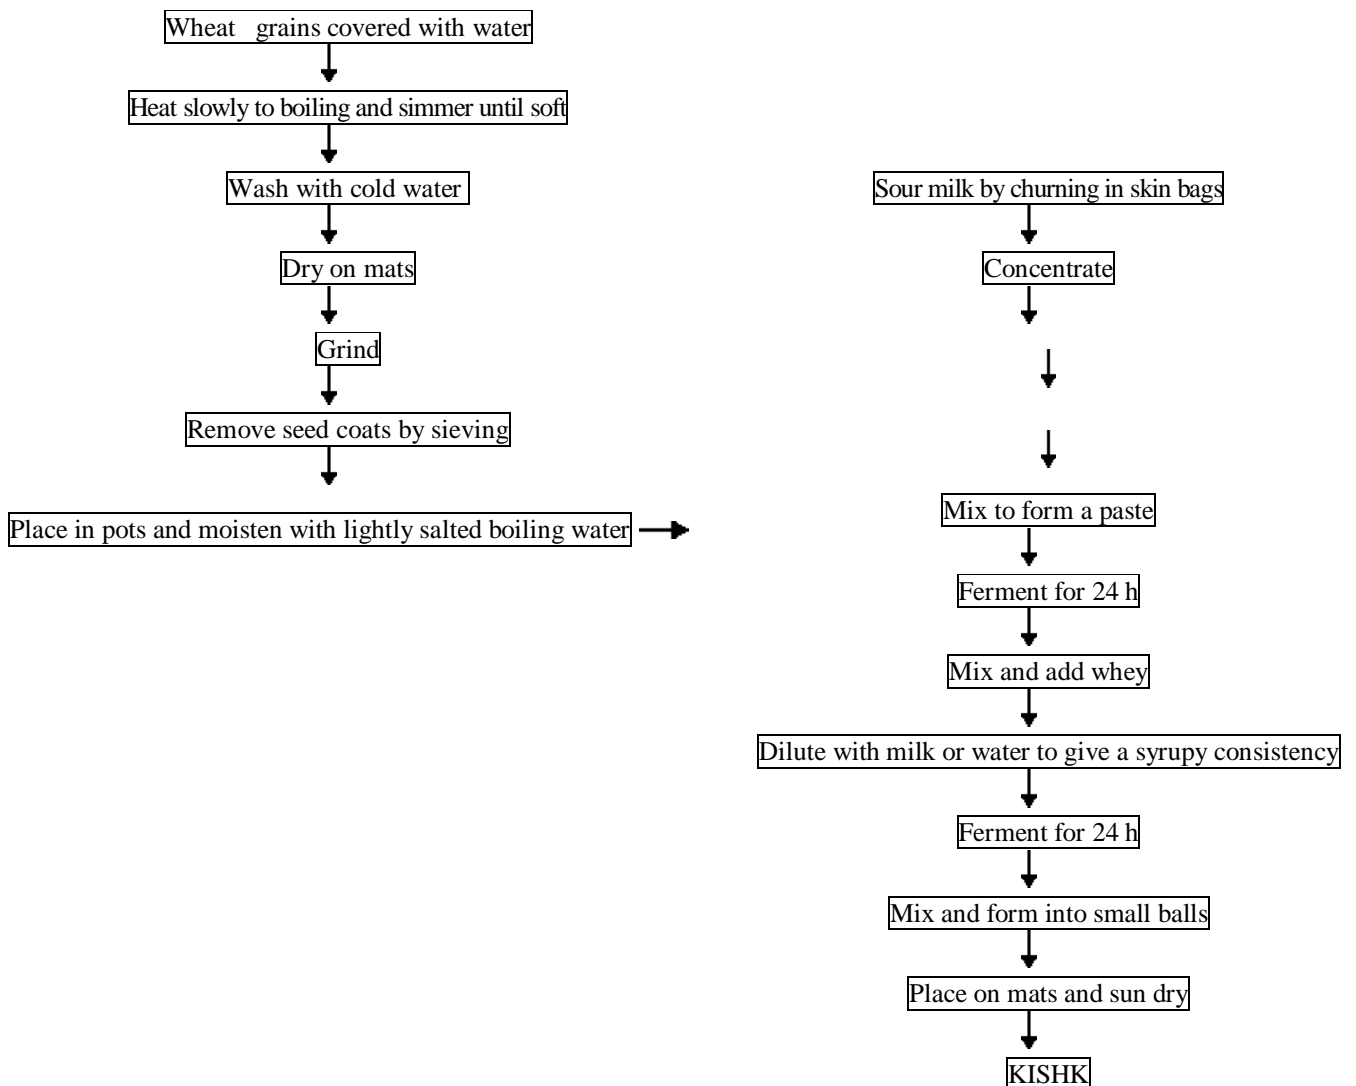 Wheat grains covered with water
Heat slowly to boiling and simmer until soft
Wash with cold water
Dry on mats
Grind
Remove seed coats by sieving
Place in pots and moisten with lightly salted boiling water
Sour milk by churning in skin bags
Concentrate
Mix to form a paste
Ferment for 24 h
Mix and add whey
Dilute with milk or water to give a syrupy consistency
Ferment for 24 h
Mix and form into small balls
Place on mats and sun dry
KISHK